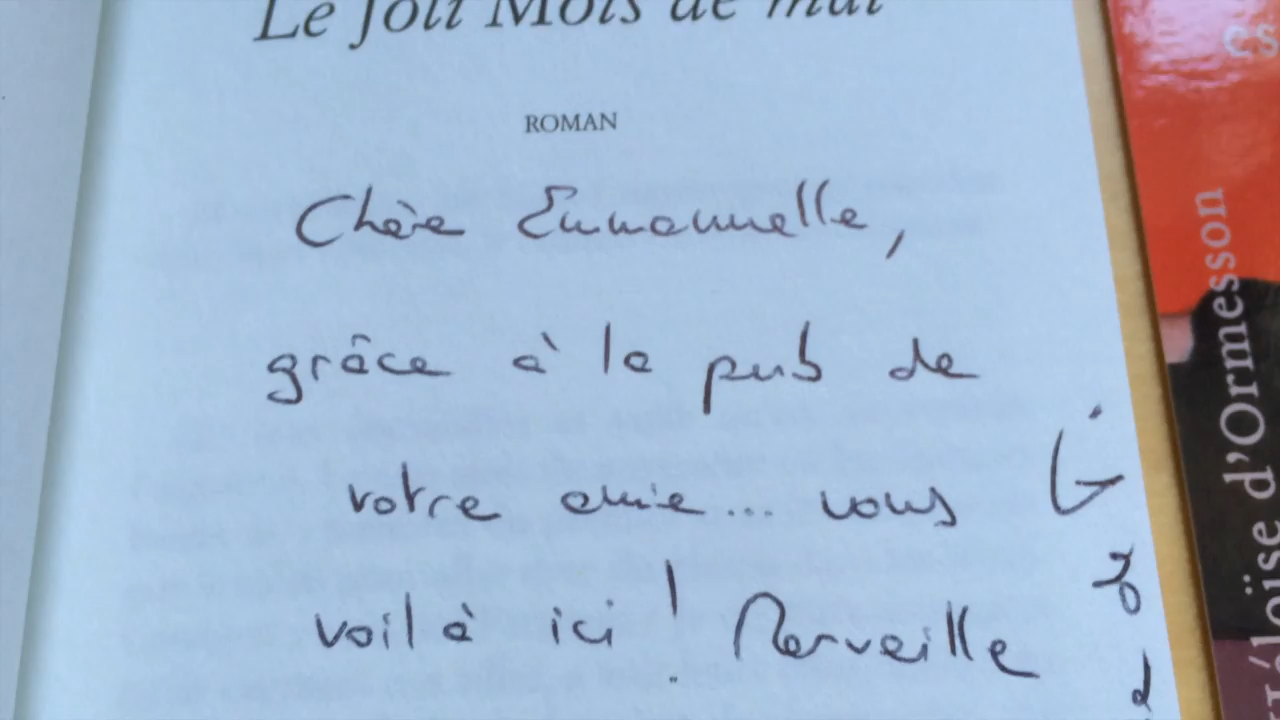 Le Joli Mois de mai
ROMAN
Chère Emmanuelle,
grâce à la pub de
votre amie... vous
voilà ici ! Merveille
es
Héloïse d'Ormesson